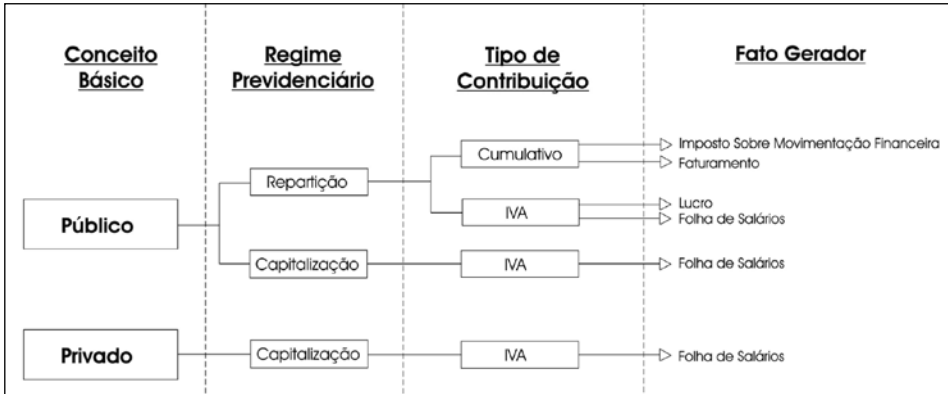 Conceito
Básico
Regime
Previdenciário
Tipo de
Contribuição
Fato Gerador
Público
Repartição
Cumulativo
Imposto Sobre Movimentação Financeira
Faturamento
IVA
Lucro
Folha de Salários
Capitalização
IVA
Folha de Salários
Privado
Capitalização
IVA
Folha de Salários